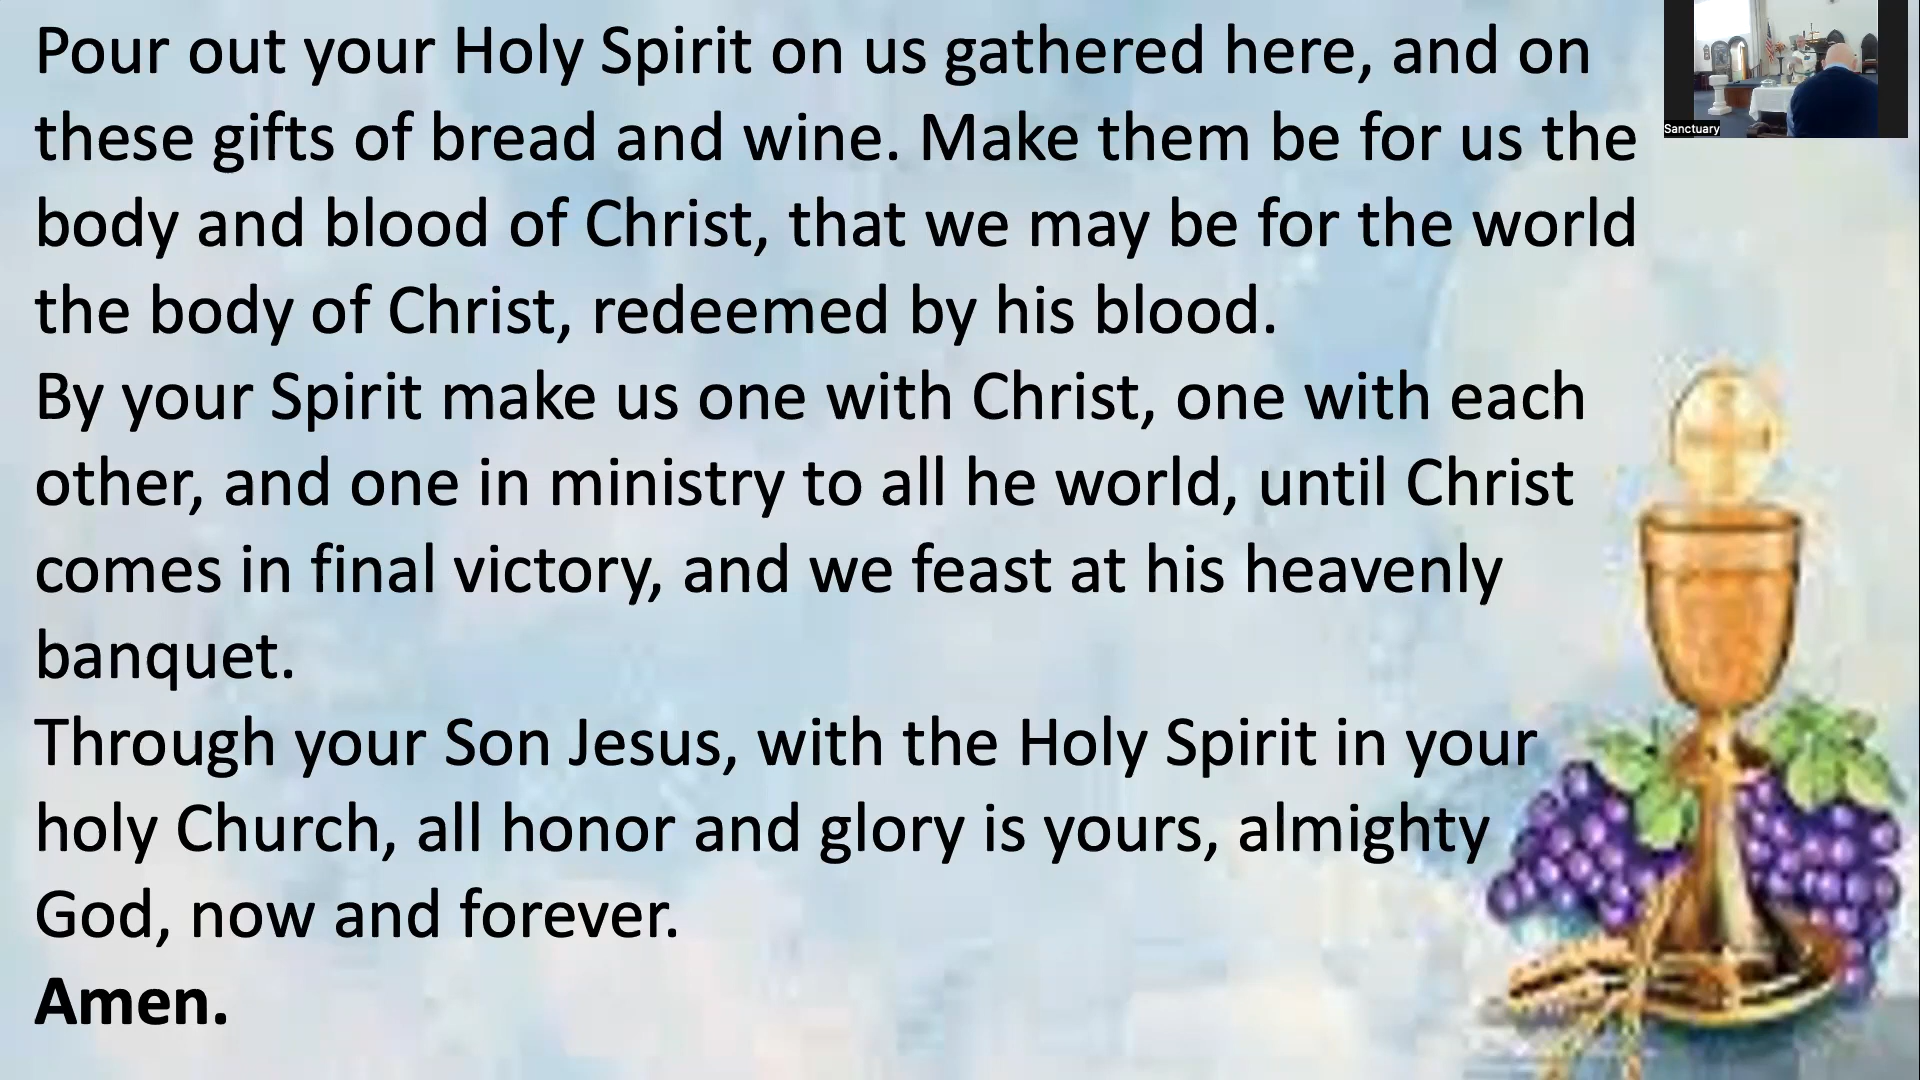 Pour out your Holy Spirit on us gathered here, and on
these gifts of bread and wine. Make them be for us the
body and blood of Christ, that we may be for the world
the body of Christ, redeemed by his blood.
By your Spirit make us one with Christ, one with each
other, and one in ministry to all he world, until Christ
comes in final victory, and we feast at his heavenly
banquet.
Through your Son Jesus, with the Holy Spirit in your
holy Church, all honor and glory is yours, almighty
God, now and forever.
Amen.
Sanctuary